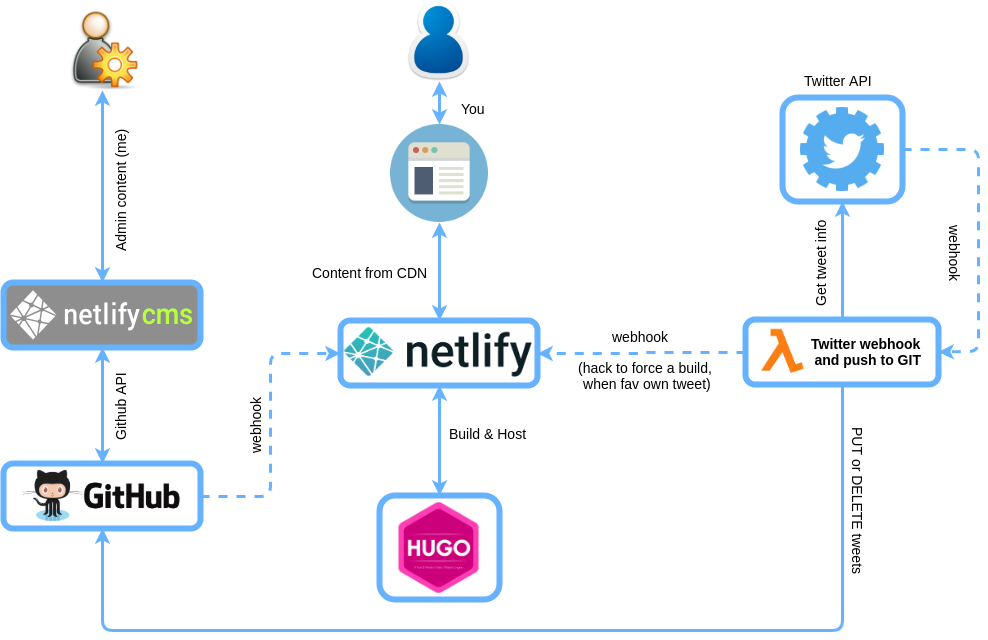 Twitter API
You
Admin content (me)
Get tweet info
webhook
Content from CDN
netlifycms
netlify
webhook
(hack to force a build,
when fav own tweet)
Twitter webhook
and push to GIT
Github API
webhook
Build & Host
PUT or DELETE tweets
GitHub
HUGO